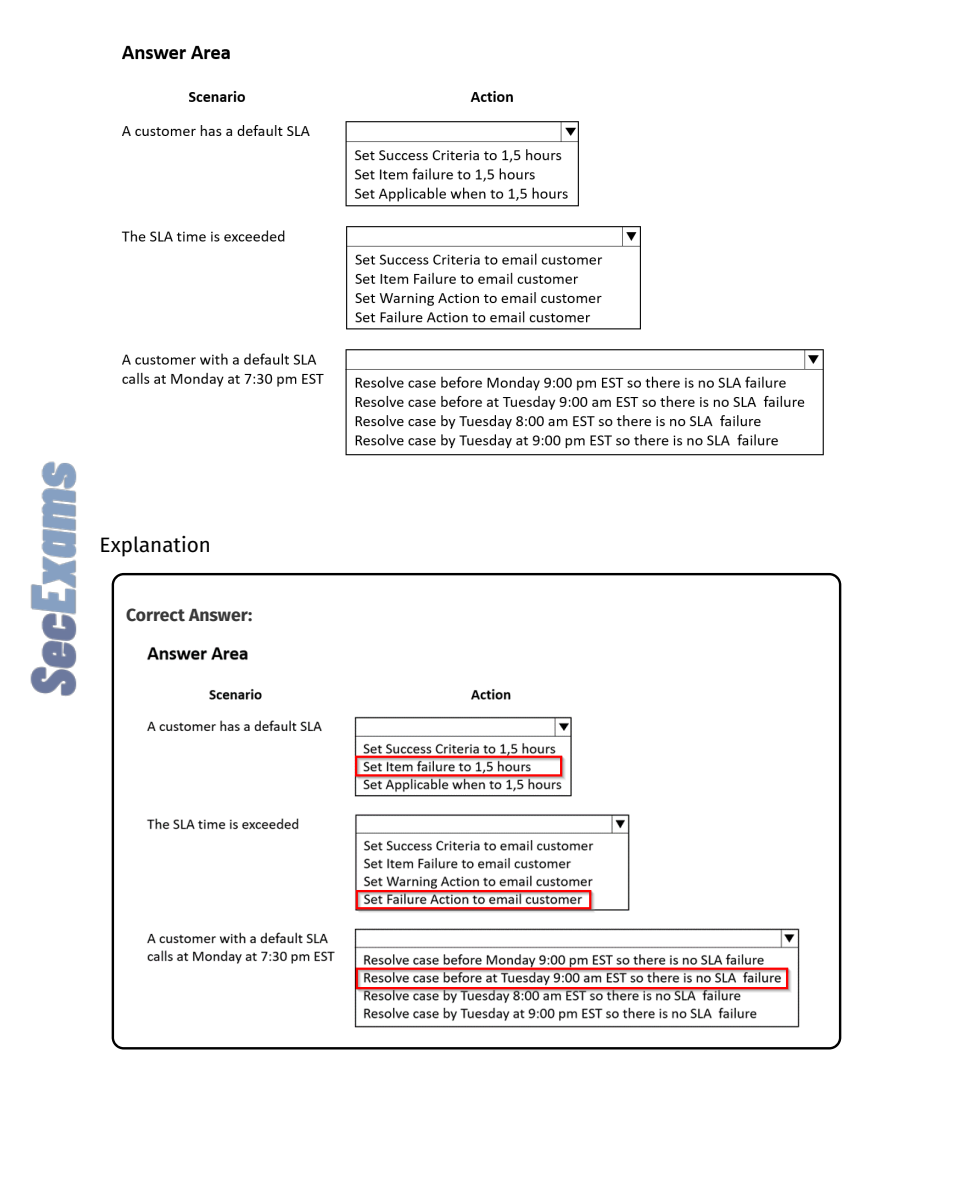 Answer Area
Scenario Action
A customer has a default SLA
Set Success Criteria to 1,5 hours
Set Item failure to 1,5 hours
Set Applicable when to 1,5 hours
The SLA time is exceeded
Set Success Criteria to email customer
Set Item Failure to email customer
Set Warning Action to email customer
Set Failure Action to email customer
A customer with a default SLA
calls at Monday at 7:30 pm EST
Resolve case before Monday 9:00 pm EST so there is no SLA failure
Resolve case before at Tuesday 9:00 am EST so there is no SLA failure
Resolve case by Tuesday 8:00 am EST so there is no SLA failure
Resolve case by Tuesday at 9:00 pm EST so there is no SLA failure
SecExams
Explanation
Correct Answer:
Answer Area
Scenario Action
A customer has a default SLA
Set Success Criteria to 1,5 hours
Set Item failure to 1,5 hours
Set Applicable when to 1,5 hours
The SLA time is exceeded
Set Success Criteria to email customer
Set Item Failure to email customer
Set Warning Action to email customer
Set Failure Action to email customer
A customer with a default SLA
calls at Monday at 7:30 pm EST
Resolve case before Monday 9:00 pm EST so there is no SLA failure
Resolve case before at Tuesday 9:00 am EST so there is no SLA failure
Resolve case by Tuesday 8:00 am EST so there is no SLA failure
Resolve case by Tuesday at 9:00 pm EST so there is no SLA failure